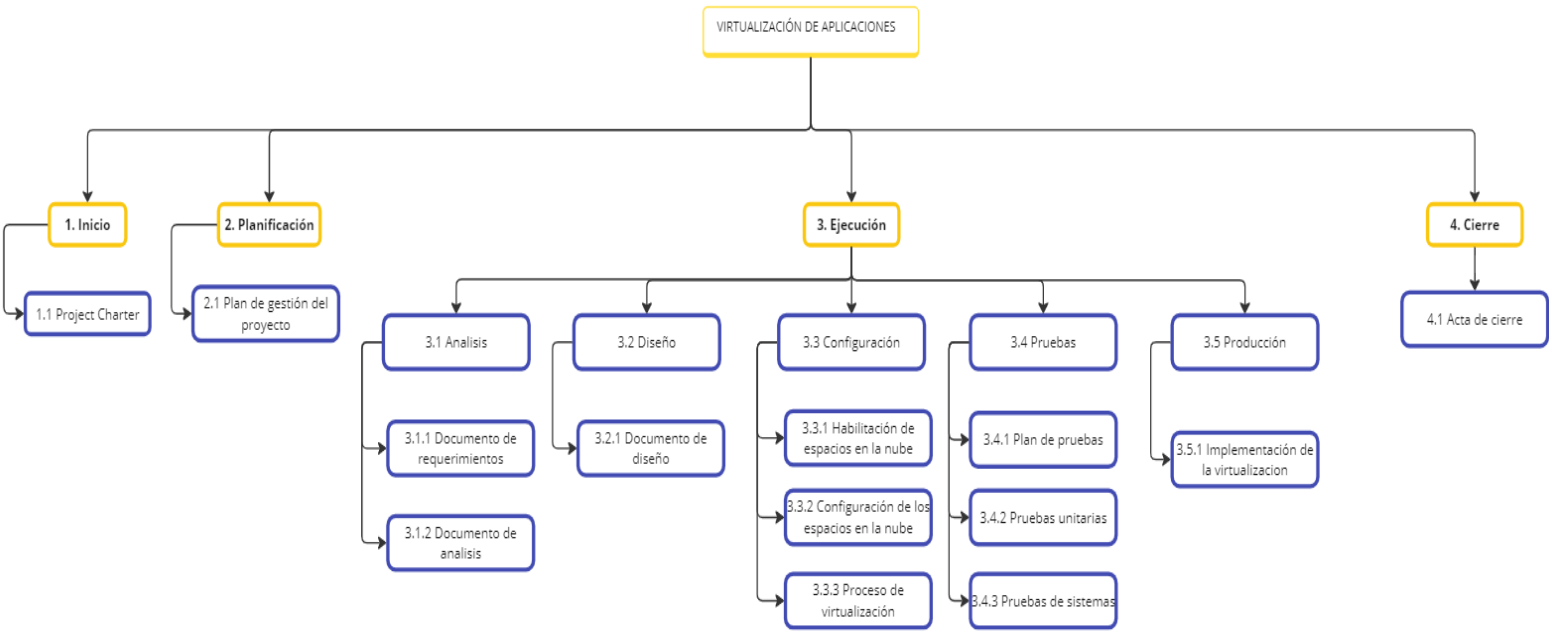 VIRTUALIZACIÓN DE APLICACIONES
1. Inicio
2. Planificación
3. Ejecución
4. Cierre
1.1 Project Charter
2.1 Plan de gestión del
proyecto
3.1 Analisis
3.2 Diseño
3.3 Configuración
3.4 Pruebas
3.5 Producción
4.1 Acta de cierre
3.1.1 Documento de
requerimientos
3.1.2 Documento de
analisis
3.2.1 Documento de
diseño
3.3.1 Habilitación de
espacios en la nube
3.3.2 Configuración de los
espacios en la nube
3.3.3 Proceso de
virtualización
3.4.1 Plan de pruebas
3.4.2 Pruebas unitarias
3.4.3 Pruebas de sistemas
3.5.1 Implementación de
la virtualizacion